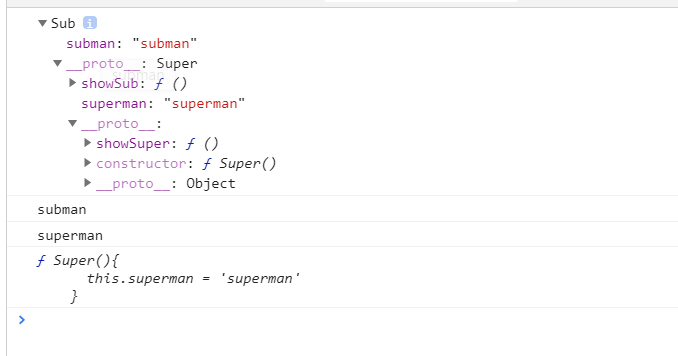 ▼Sub i
subman: "subman"
▼__proto__: Super
▶showSub: ƒ ()
superman: "superman"
▼__proto__:
▶showSuper: ƒ ()
▶constructor: ƒ Super()
▶__proto__: Object
subman
superman
ƒ Super(){
this.superman = 'superman'
}
>